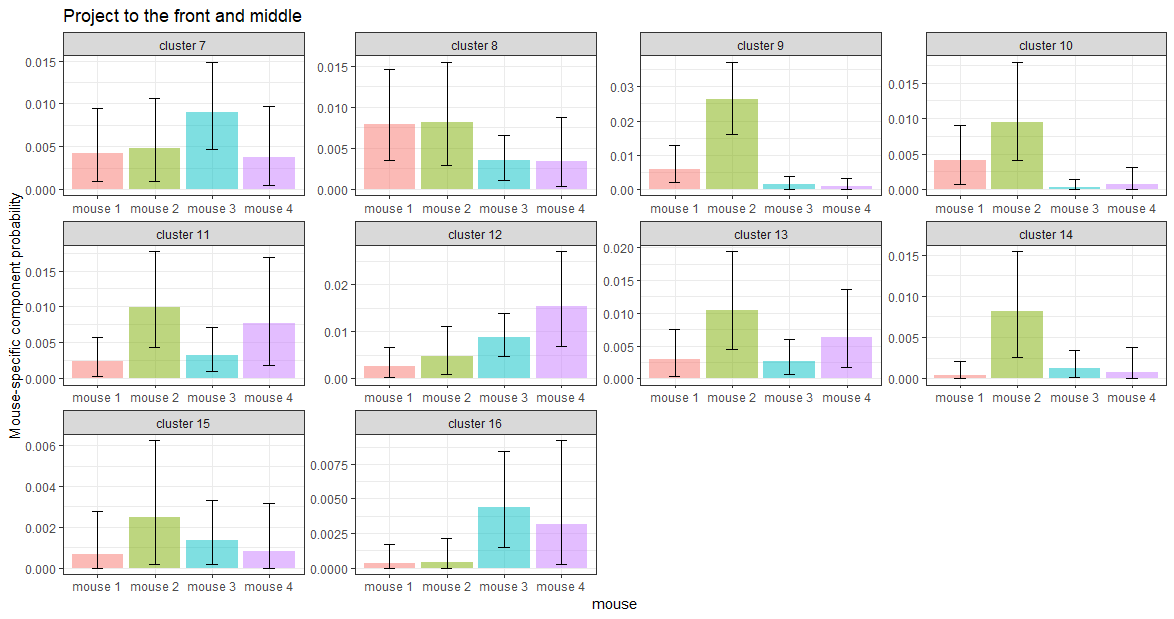 Project to the front and middle
Mouse-specific component probability
cluster 7
0.015
0.010
0.005
0.000
mouse 1 mouse 2 mouse 3 mouse 4
cluster 8
0.015
0.010
0.005
0.000
mouse 1 mouse 2 mouse 3 mouse 4
cluster 9
0.03
0.02
0.01
0.00
mouse 1 mouse 2 mouse 3 mouse 4
cluster 10
0.015
0.010
0.005
0.000
mouse 1 mouse 2 mouse 3 mouse 4
cluster 11
0.015
0.010
0.005
0.000
mouse 1 mouse 2 mouse 3 mouse 4
cluster 12
0.02
0.01
0.00
mouse 1 mouse 2 mouse 3 mouse 4
cluster 13
0.020
0.015
0.010
0.005
0.000
mouse 1 mouse 2 mouse 3 mouse 4
cluster 14
0.015
0.010
0.005
0.000
mouse 1 mouse 2 mouse 3 mouse 4
cluster 15
0.006
0.004
0.002
0.000
mouse 1 mouse 2 mouse 3 mouse 4
cluster 16
0.0075
0.0050
0.0025
0.0000
mouse 1 mouse 2 mouse 3 mouse 4
mouse